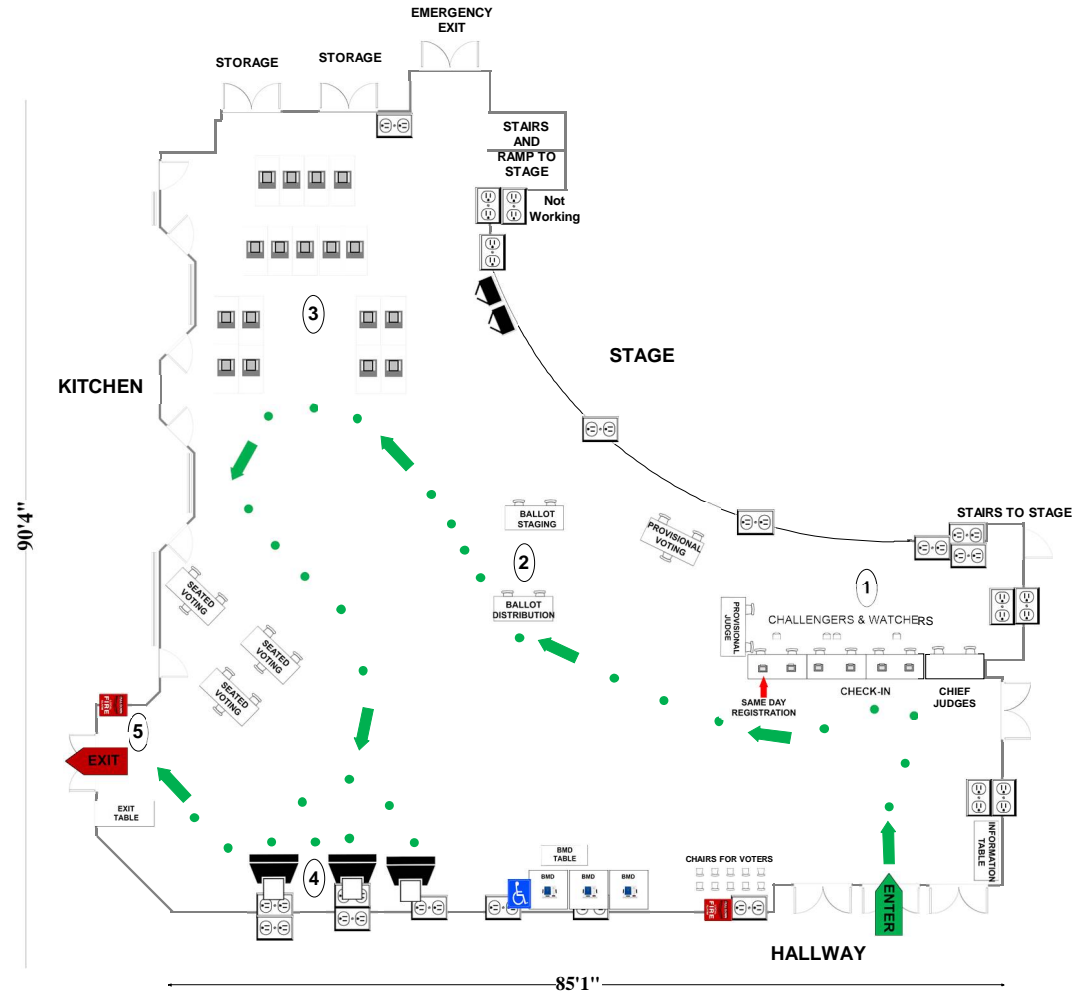 EMERGENCY
EXIT
STORAGE
STORAGE
STAIRS
AND
RAMP TO
STAGE
Not
Working
3
STAGE
KITCHEN
90'4"
BALLOT
STAGING
PROVISIONAL
VOTING
STAIRS TO STAGE
2
1
SEATED
VOTING
BALLOT
DISTRIBUTION
PROVISIONAL
JUDGE
CHALLENGERS & WATCHERS
SEATED
VOTING
SEATED
VOTING
CHECK-IN
CHIEF
JUDGES
SAME DAY
REGISTRATION
FIRE
5
EXIT
EXIT
TABLE
INFORMATION
TABLE
BMD
TABLE
CHAIRS FOR VOTERS
4
BMD
BMD
BMD
FIRE
ENTER
HALLWAY
85'1"